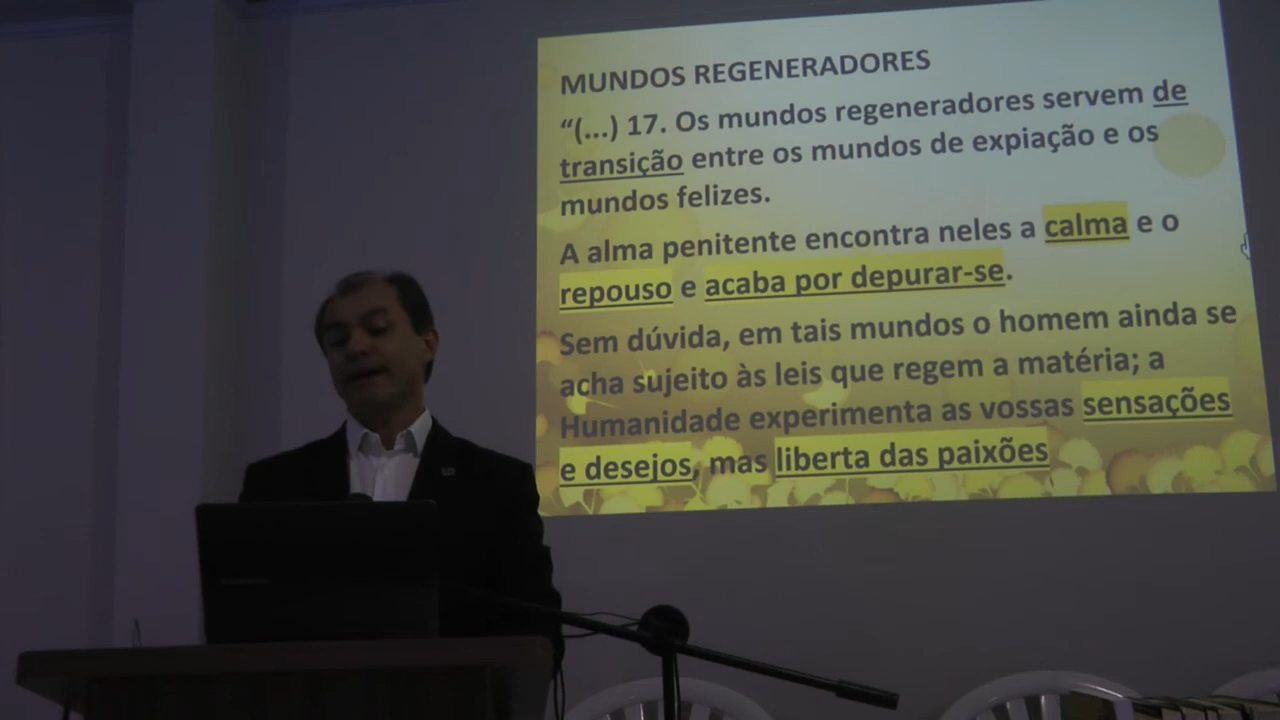 MUNDOS REGENERADORES
“(...) 17. Os mundos regeneradores servem de
transição entre os mundos de expiação e os
mundos felizes.
A alma penitente encontra neles a calma e o
repouso e acaba por depurar-se.
Sem dúvida, em tais mundos o homem ainda se
acha sujeito às leis que regem a matéria; a
Humanidade experimenta as vossas sensações
e desejos, mas liberta das paixões